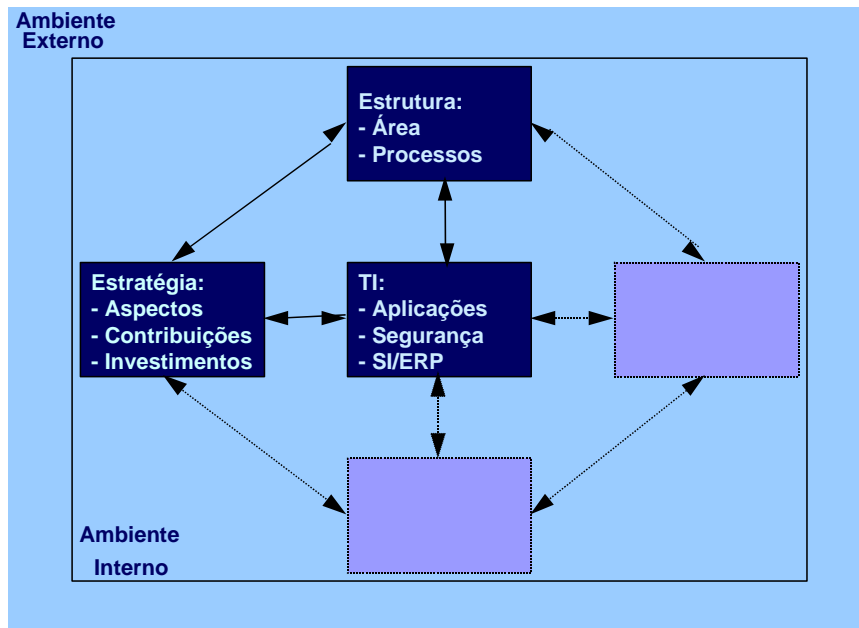 Ambiente
Externo
Estrutura:
- Área
- Processos
Estratégia:
- Aspectos
- Contribuições
- Investimentos
TI:
- Aplicações
- Segurança
- SI/ERP
Ambiente
Interno